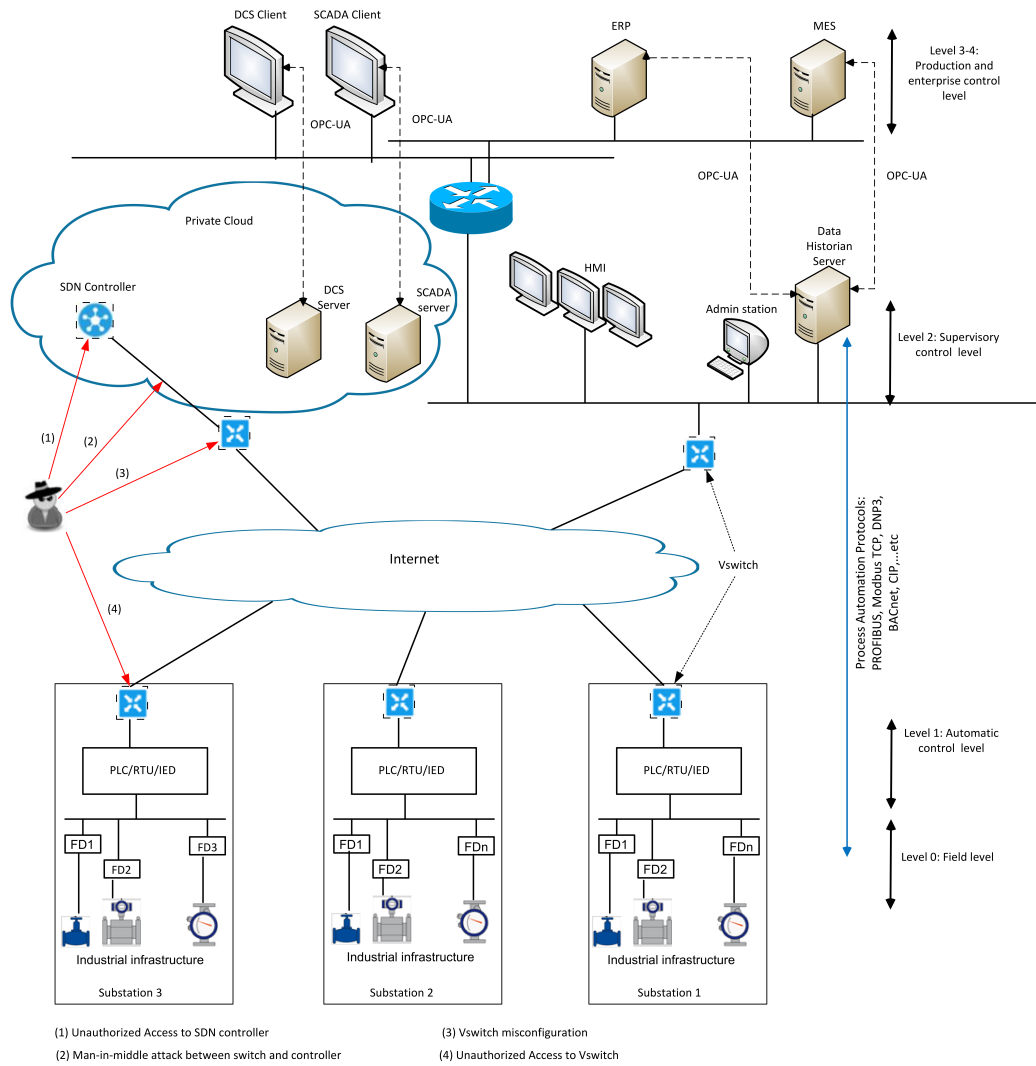 DCS Client
SCADA Client
ERP
MES
Level 3-4:
Production and
enterprise control
level
OPC-UA
OPC-UA
OPC-UA
OPC-UA
Private Cloud
SDN Controller
DCS
Server
SCADA
server
HMI
Admin station
Data
Historian
Server
Level 2: Supervisory
control level
(1)
(2)
(3)
(4)
Internet
Vswitch
Process Automation Protocols:
PROFIBUS, Modbus TCP, DNP3,
BACnet, CIP,...etc
Level 1: Automatic
control level
Level 0: Field level
PLC/RTU/IED
FD1
FD2
FD3
Industrial infrastructure
Substation 3
PLC/RTU/IED
FD1
FD2
FDn
Industrial infrastructure
Substation 2
PLC/RTU/IED
FD1
FD2
FDn
Industrial infrastructure
Substation 1
(1) Unauthorized Access to SDN controller
(2) Man-in-middle attack between switch and controller
(3) Vswitch misconfiguration
(4) Unauthorized Access to Vswitch